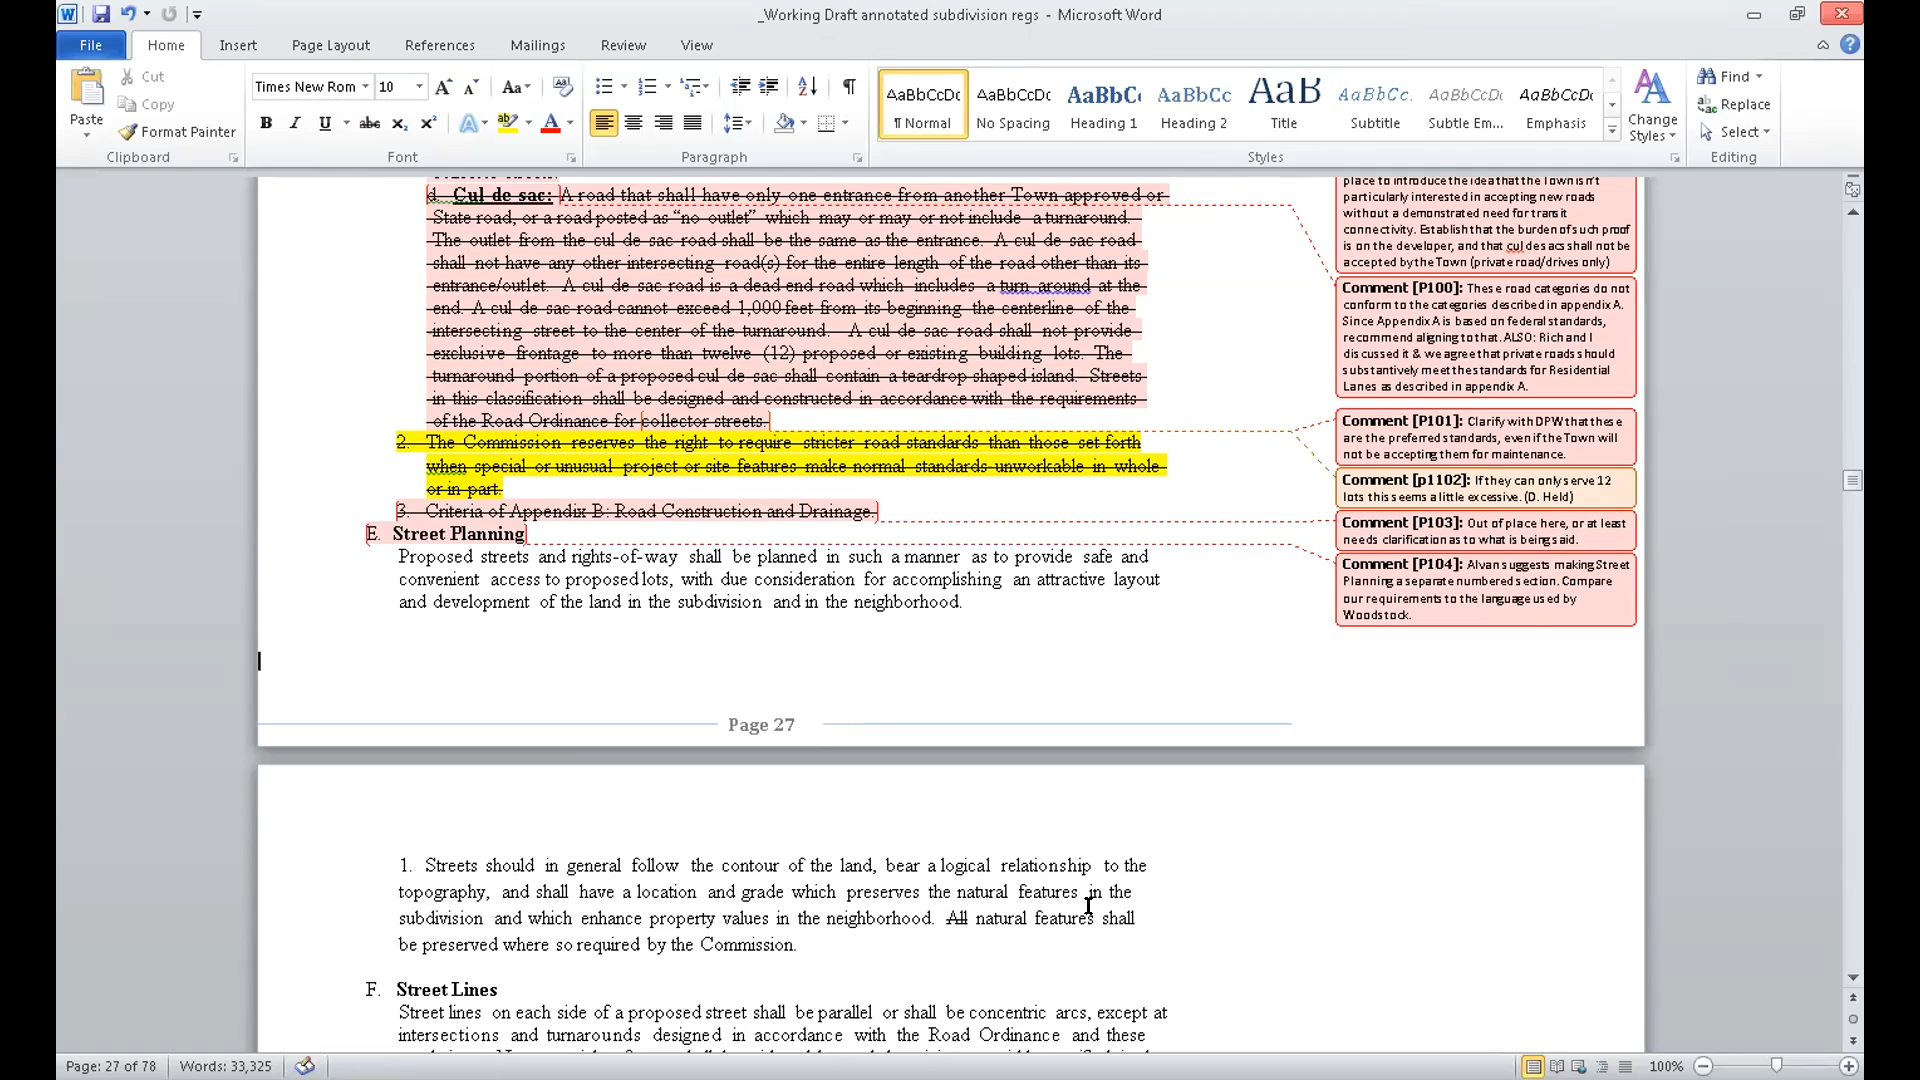 _Working Draft annotated subdivision regs - Microsoft Word
File Home Insert Page Layout References Mailings Review View
Paste
Cut
Copy
Format Painter
Clipboard
Times New Rom 10
Font
Paragraph
AaBbCcDc AaBbCcDc AaBbC AaBbCc AaB AaBbCc. AaBbCcDc AaBbCcDc
¶ Normal No Spacing Heading 1 Heading 2 Title Subtitle Subtle Em... Emphasis
Styles
Change Styles
Find
Replace
Select
Editing
d. Cul de sac: A road that shall have only one entrance from another Town approved or
State road, or a road posted as “no outlet” which may or may or not include a turnaround.
The outlet from the cul de sac road shall be the same as the entrance. A cul de sac road
shall not have any other intersecting road(s) for the entire length of the road other than its
entrance/outlet. A cul de sac road is a dead end road which includes a turn around at the
end. A cul de sac road cannot exceed 1,000 feet from its beginning the centerline of the
intersecting street to the center of the turnaround. A cul de sac road shall not provide
exclusive frontage to more than twelve (12) proposed or existing building lots. The
turnaround portion of a proposed cul de sac shall contain a teardrop shaped island. Streets
in this classification shall be designed and constructed in accordance with the requirements
of the Road Ordinance for collector streets.
2. The Commission reserves the right to require stricter road standards than those set forth
when special or unusual project or site features make normal standards unworkable in whole
or in part.
3. Criteria of Appendix B: Road Construction and Drainage.
E. Street Planning
Proposed streets and rights-of-way shall be planned in such a manner as to provide safe and
convenient access to proposed lots, with due consideration for accomplishing an attractive layout
and development of the land in the subdivision and in the neighborhood.
Page 27
place to introduce the idea that the Town isn't
particularly interested in accepting new roads
without a demonstrated need for transit
connectivity. Establish that the burden of such proof
is on the developer, and that cul desacs shall not be
accepted by the Town (private road/drives only)
Comment [P100]: These road categories do not
conform to the categories described in appendix A.
Since Appendix A is based on federal standards,
recommend aligning to that. ALSO: Rich and I
discussed it & we agree that private roads should
substantively meet the standards for Residential
Lanes as described in appendix A.
Comment [P101]: Clarify with DPW that these
are the preferred standards, even if the Town will
not be accepting them for maintenance.
Comment [p1102]: If they can only serve 12
lots this seems a little excessive. (D. Held)
Comment [P103]: Out of place here, or at least
needs clarification as to what is being said.
Comment [P104]: Alvan suggests making Street
Planning a separate numbered section. Compare
our requirements to the language used by
Woodstock.
1. Streets should in general follow the contour of the land, bear a logical relationship to the
topography, and shall have a location and grade which preserves the natural features in the
subdivision and which enhance property values in the neighborhood. All natural features shall
be preserved where so required by the Commission.
F. Street Lines
Street lines on each side of a proposed street shall be parallel or shall be concentric arcs, except at
intersections and turnarounds designed in accordance with the Road Ordinance and these
Page: 27 of 78 Words: 33,325 100%